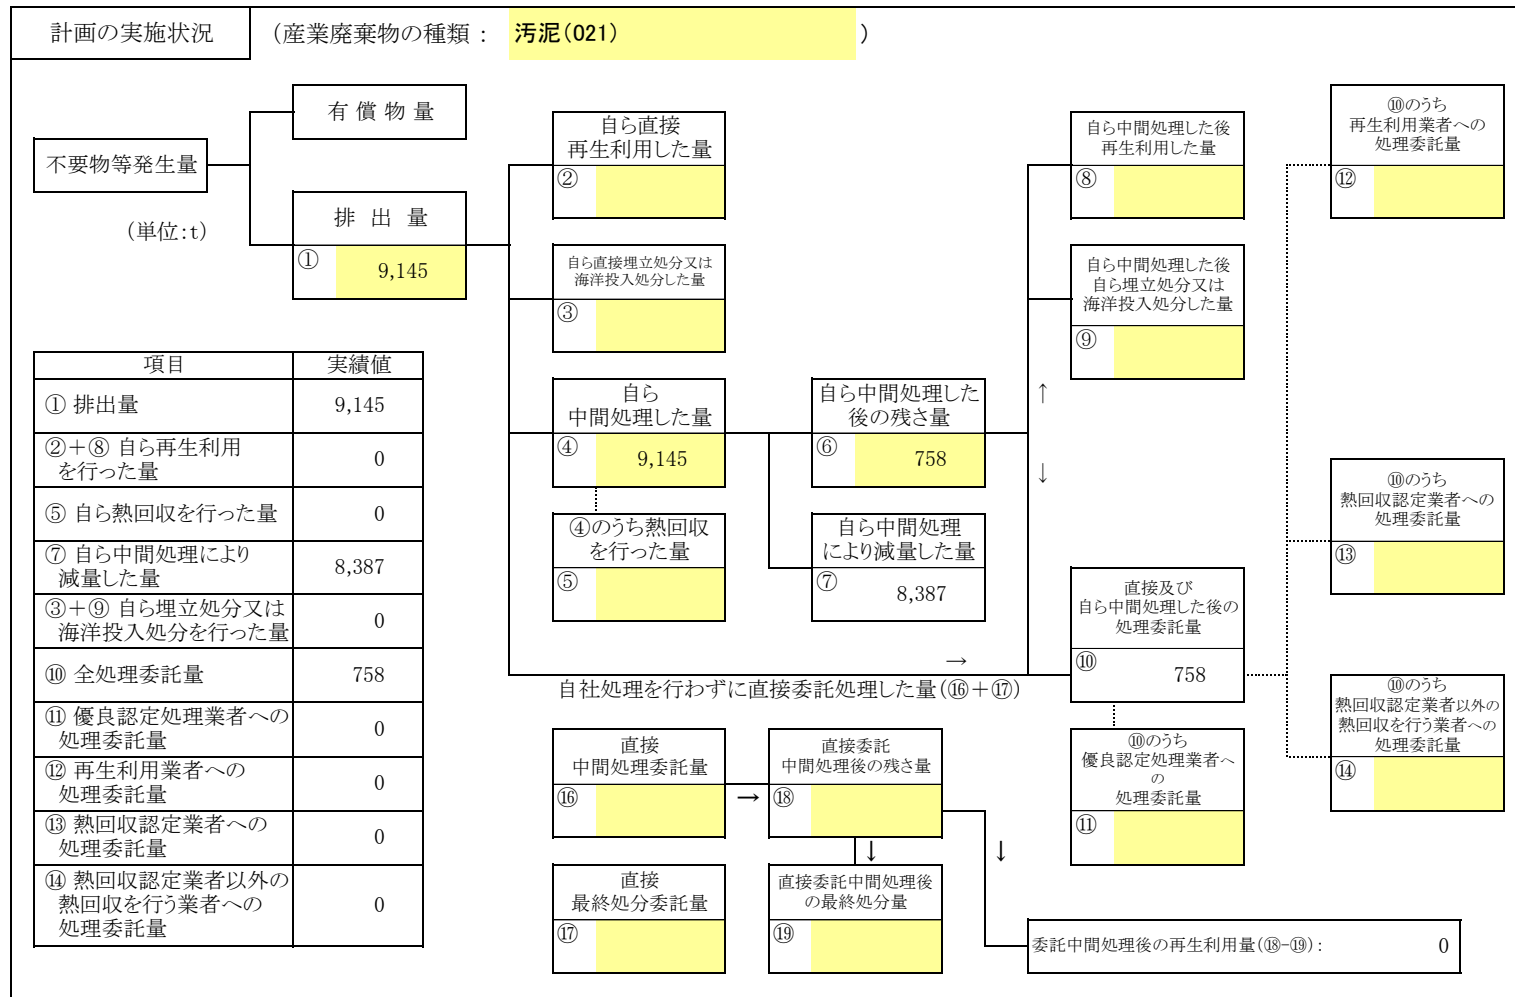 計画の実施状況
(産業廃棄物の種類： 汚泥(021) )
不要物等発生量
(単位：t)
有 償 物 量
排 出 量
① 9,145
自ら直接
再生利用した量
②
自ら直接埋立処分又は
海洋投入処分した量
③
自ら
中間処理した量
④ 9,145
④のうち熱回収
を行った量
⑤
自ら中間処理した
後の残さ量
⑥ 758
自ら中間処理
により減量した量
⑦ 8,387
自ら中間処理した後
再生利用した量
⑧
自ら中間処理した後
自ら埋立処分又は
海洋投入処分した量
⑨
↑
↓
直接及び
自ら中間処理した後の
処理委託量
⑩ 758
⑩のうち
優良認定処理業者へ
の
処理委託量
⑪
⑩のうち
再生利用業者への
処理委託量
⑫
⑩のうち
熱回収認定業者への
処理委託量
⑬
⑩のうち
熱回収認定業者以外の
熱回収を行う業者への
処理委託量
⑭
→
自社処理を行わずに直接委託処理した量(⑯＋⑰)
直接
中間処理委託量
⑯
→
直接委託
中間処理後の残さ量
⑱
↓
↓
直接
最終処分委託量
⑰
直接委託中間処理後
の最終処分量
⑲
委託中間処理後の再生利用量(⑱-⑲)： 0
項目 実績値
① 排出量 9,145
②＋⑧ 自ら再生利用
を行った量 0
⑤ 自ら熱回収を行った量 0
⑦ 自ら中間処理により
減量した量 8,387
③＋⑨ 自ら埋立処分又は
海洋投入処分を行った量 0
⑩ 全処理委託量 758
⑪ 優良認定処理業者への
処理委託量 0
⑫ 再生利用業者への
処理委託量 0
⑬ 熱回収認定業者への
処理委託量 0
⑭ 熱回収認定業者以外の
熱回収を行う業者への
処理委託量 0